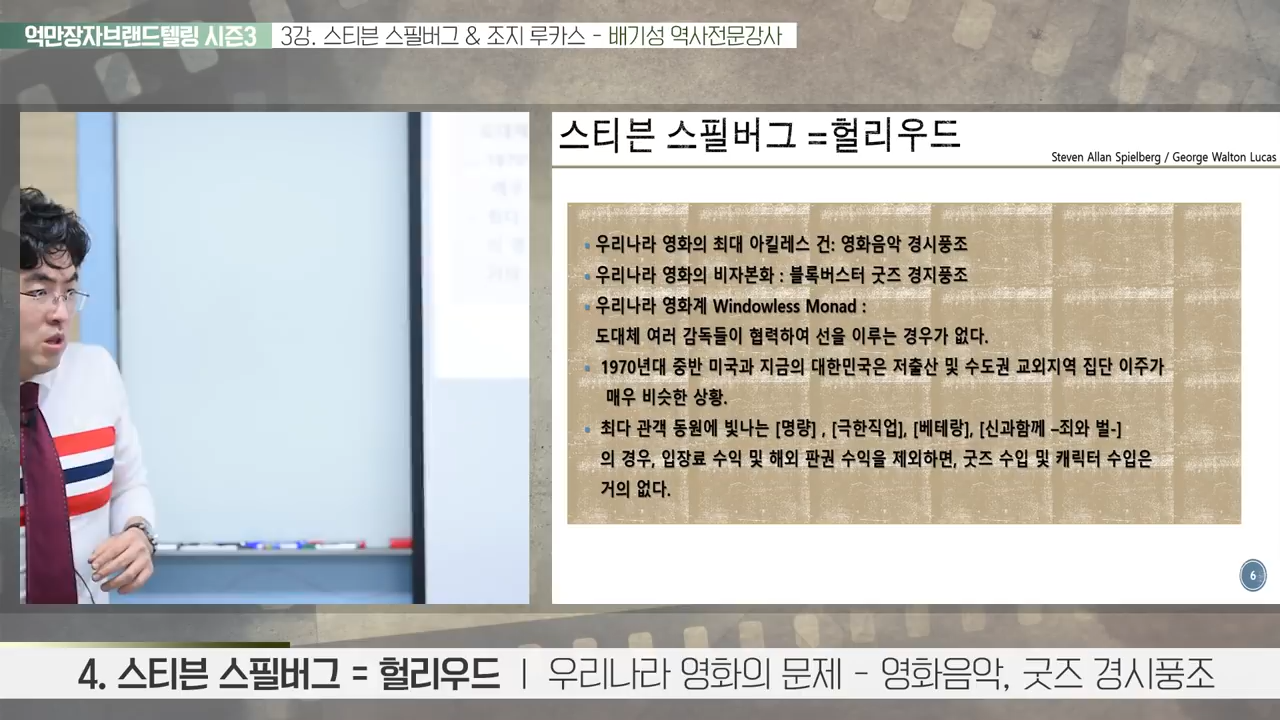 억만장자브랜드텔링 시즌3
3강. 스티븐 스필버그 & 조지 루카스 - 배기성 역사전문강사
스티븐 스필버그 =헐리우드
Steven Allan Spielberg / George Walton Lucas
▪ 우리나라 영화의 최대 아킬레스 건: 영화음악 경시풍조
▪ 우리나라 영화의 비자본화 : 블록버스터 굿즈 경지풍조
▪ 우리나라 영화계 Windowless Monad :
도대체 여러 감독들이 협력하여 선을 이루는 경우가 없다.
▪ 1970년대 중반 미국과 지금의 대한민국은 저출산 및 수도권 교외지역 집단 이주가
매우 비슷한 상황.
▪ 최다 관객 동원에 빛나는 [명량] , [극한직업], [베테랑], [신과함께 –죄와 벌-]
의 경우, 입장료 수익 및 해외 판권 수익을 제외하면, 굿즈 수입 및 캐릭터 수입은
거의 없다.
6
4. 스티븐 스필버그 = 헐리우드 | 우리나라 영화의 문제 - 영화음악, 굿즈 경시풍조